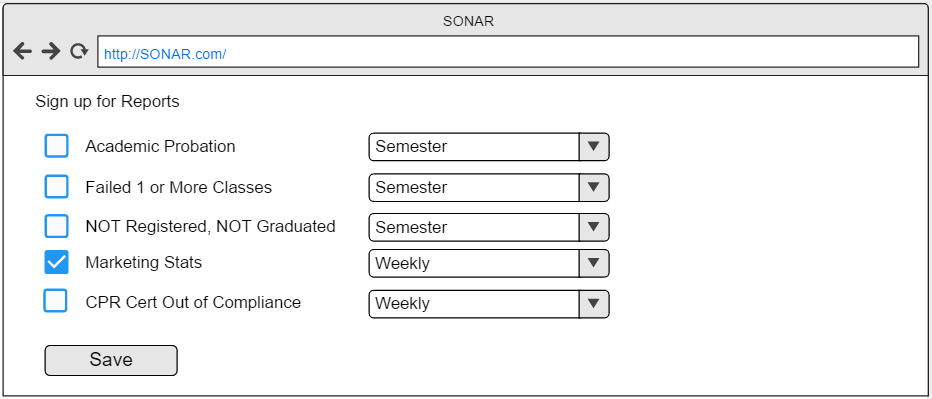 SONAR
http://SONAR.com/
Sign up for Reports
Academic Probation Semester
Failed 1 or More Classes Semester
NOT Registered, NOT Graduated Semester
Marketing Stats Weekly
CPR Cert Out of Compliance Weekly
Save